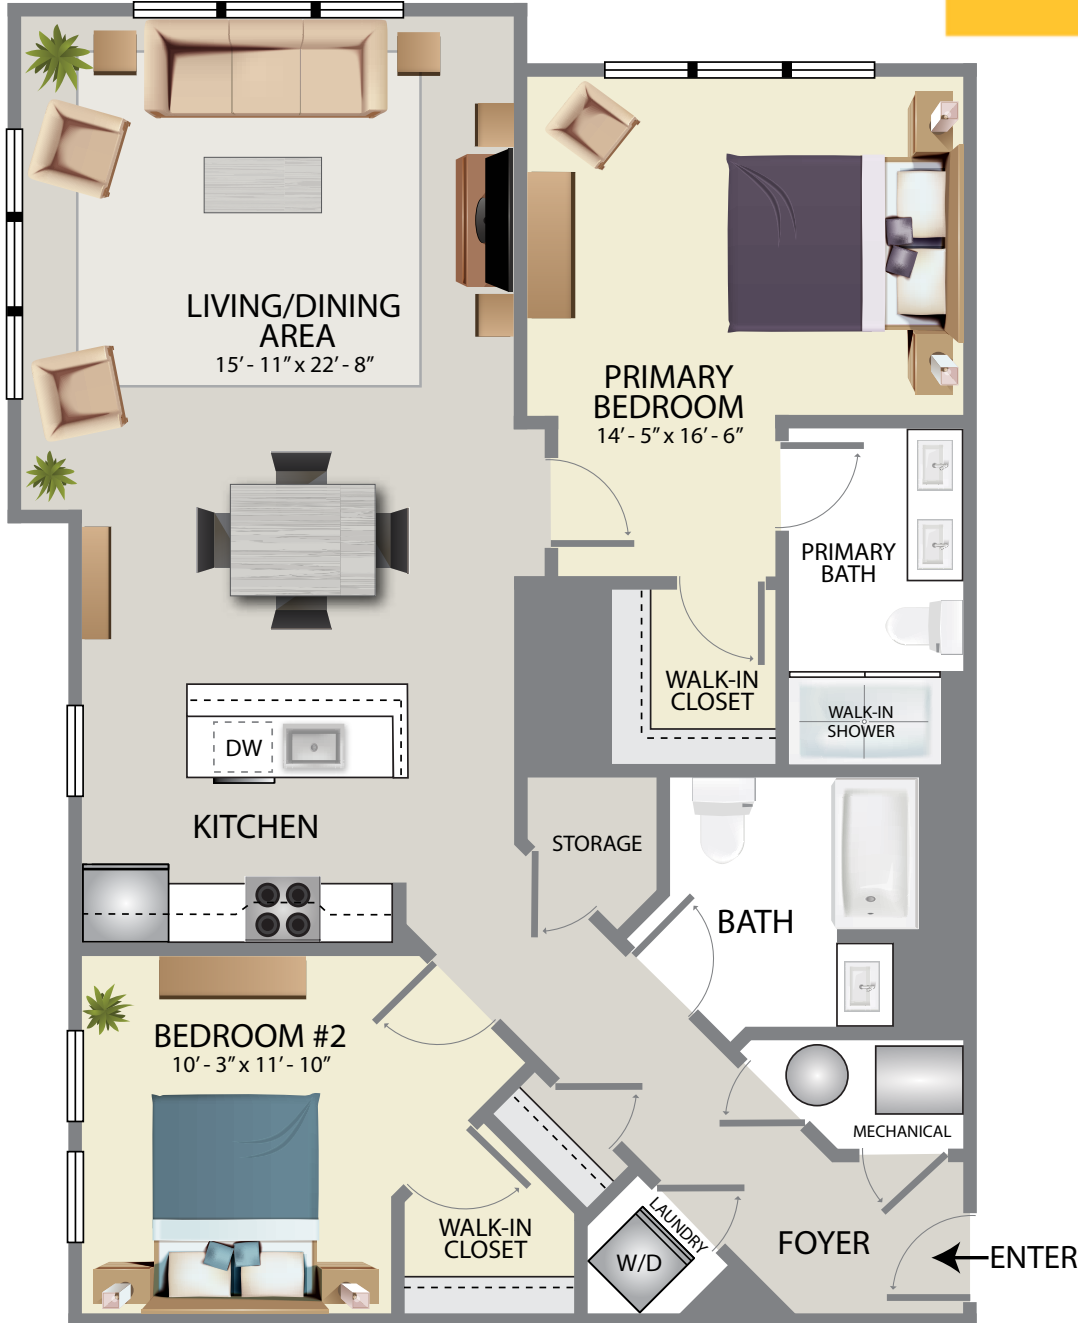 LIVING/DINING
AREA
15' - 11" x 22' - 8"
PRIMARY
BEDROOM
14' - 5" x 16' - 6"
PRIMARY
BATH
WALK-IN
CLOSET
WALK-IN
SHOWER
DW
KITCHEN
STORAGE
BATH
BEDROOM #2
10' - 3" x 11' - 10"
MECHANICAL
WALK-IN
CLOSET
LAUNDRY
W/D
FOYER
ENTER